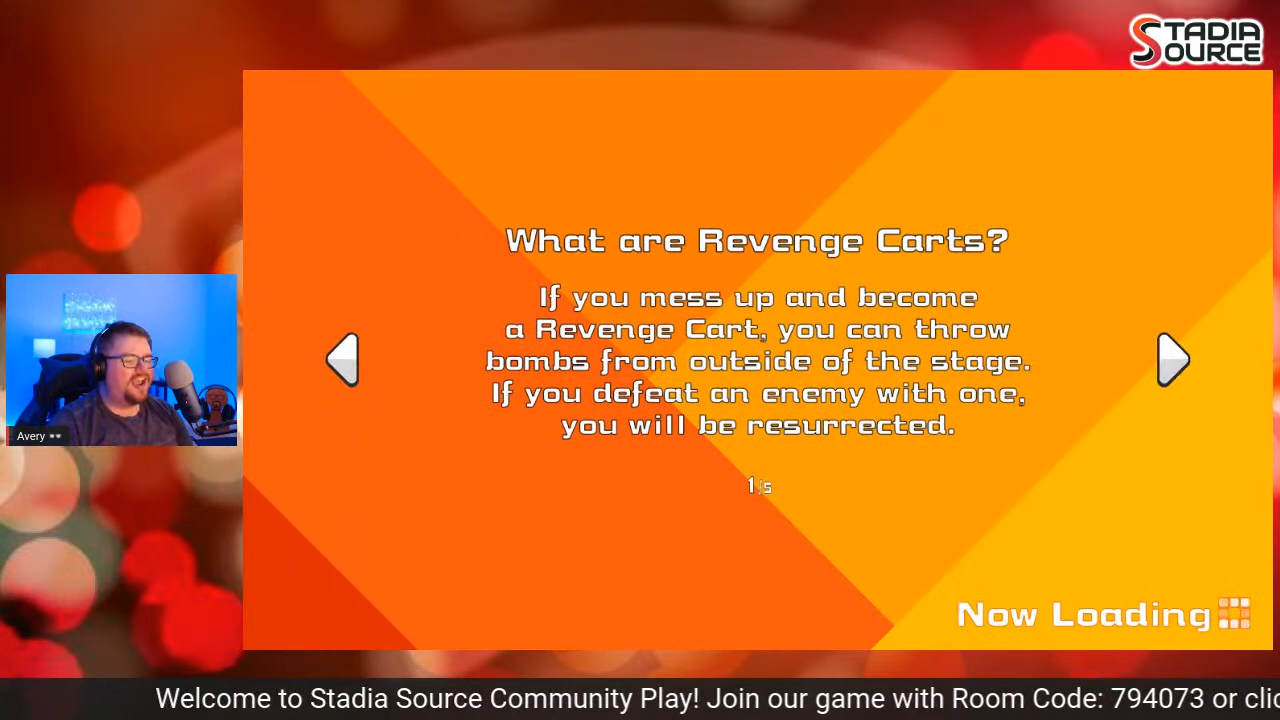 STADIA
SOURCE
What are Revenge Carts?
If you mess up and become
a Revenge Cart, you can throw
bombs from outside of the stage.
If you defeat an enemy with one,
you will be resurrected.
1/5
Avery
Now Loading
Welcome to Stadia Source Community Play! Join our game with Room Code: 794073 or clic